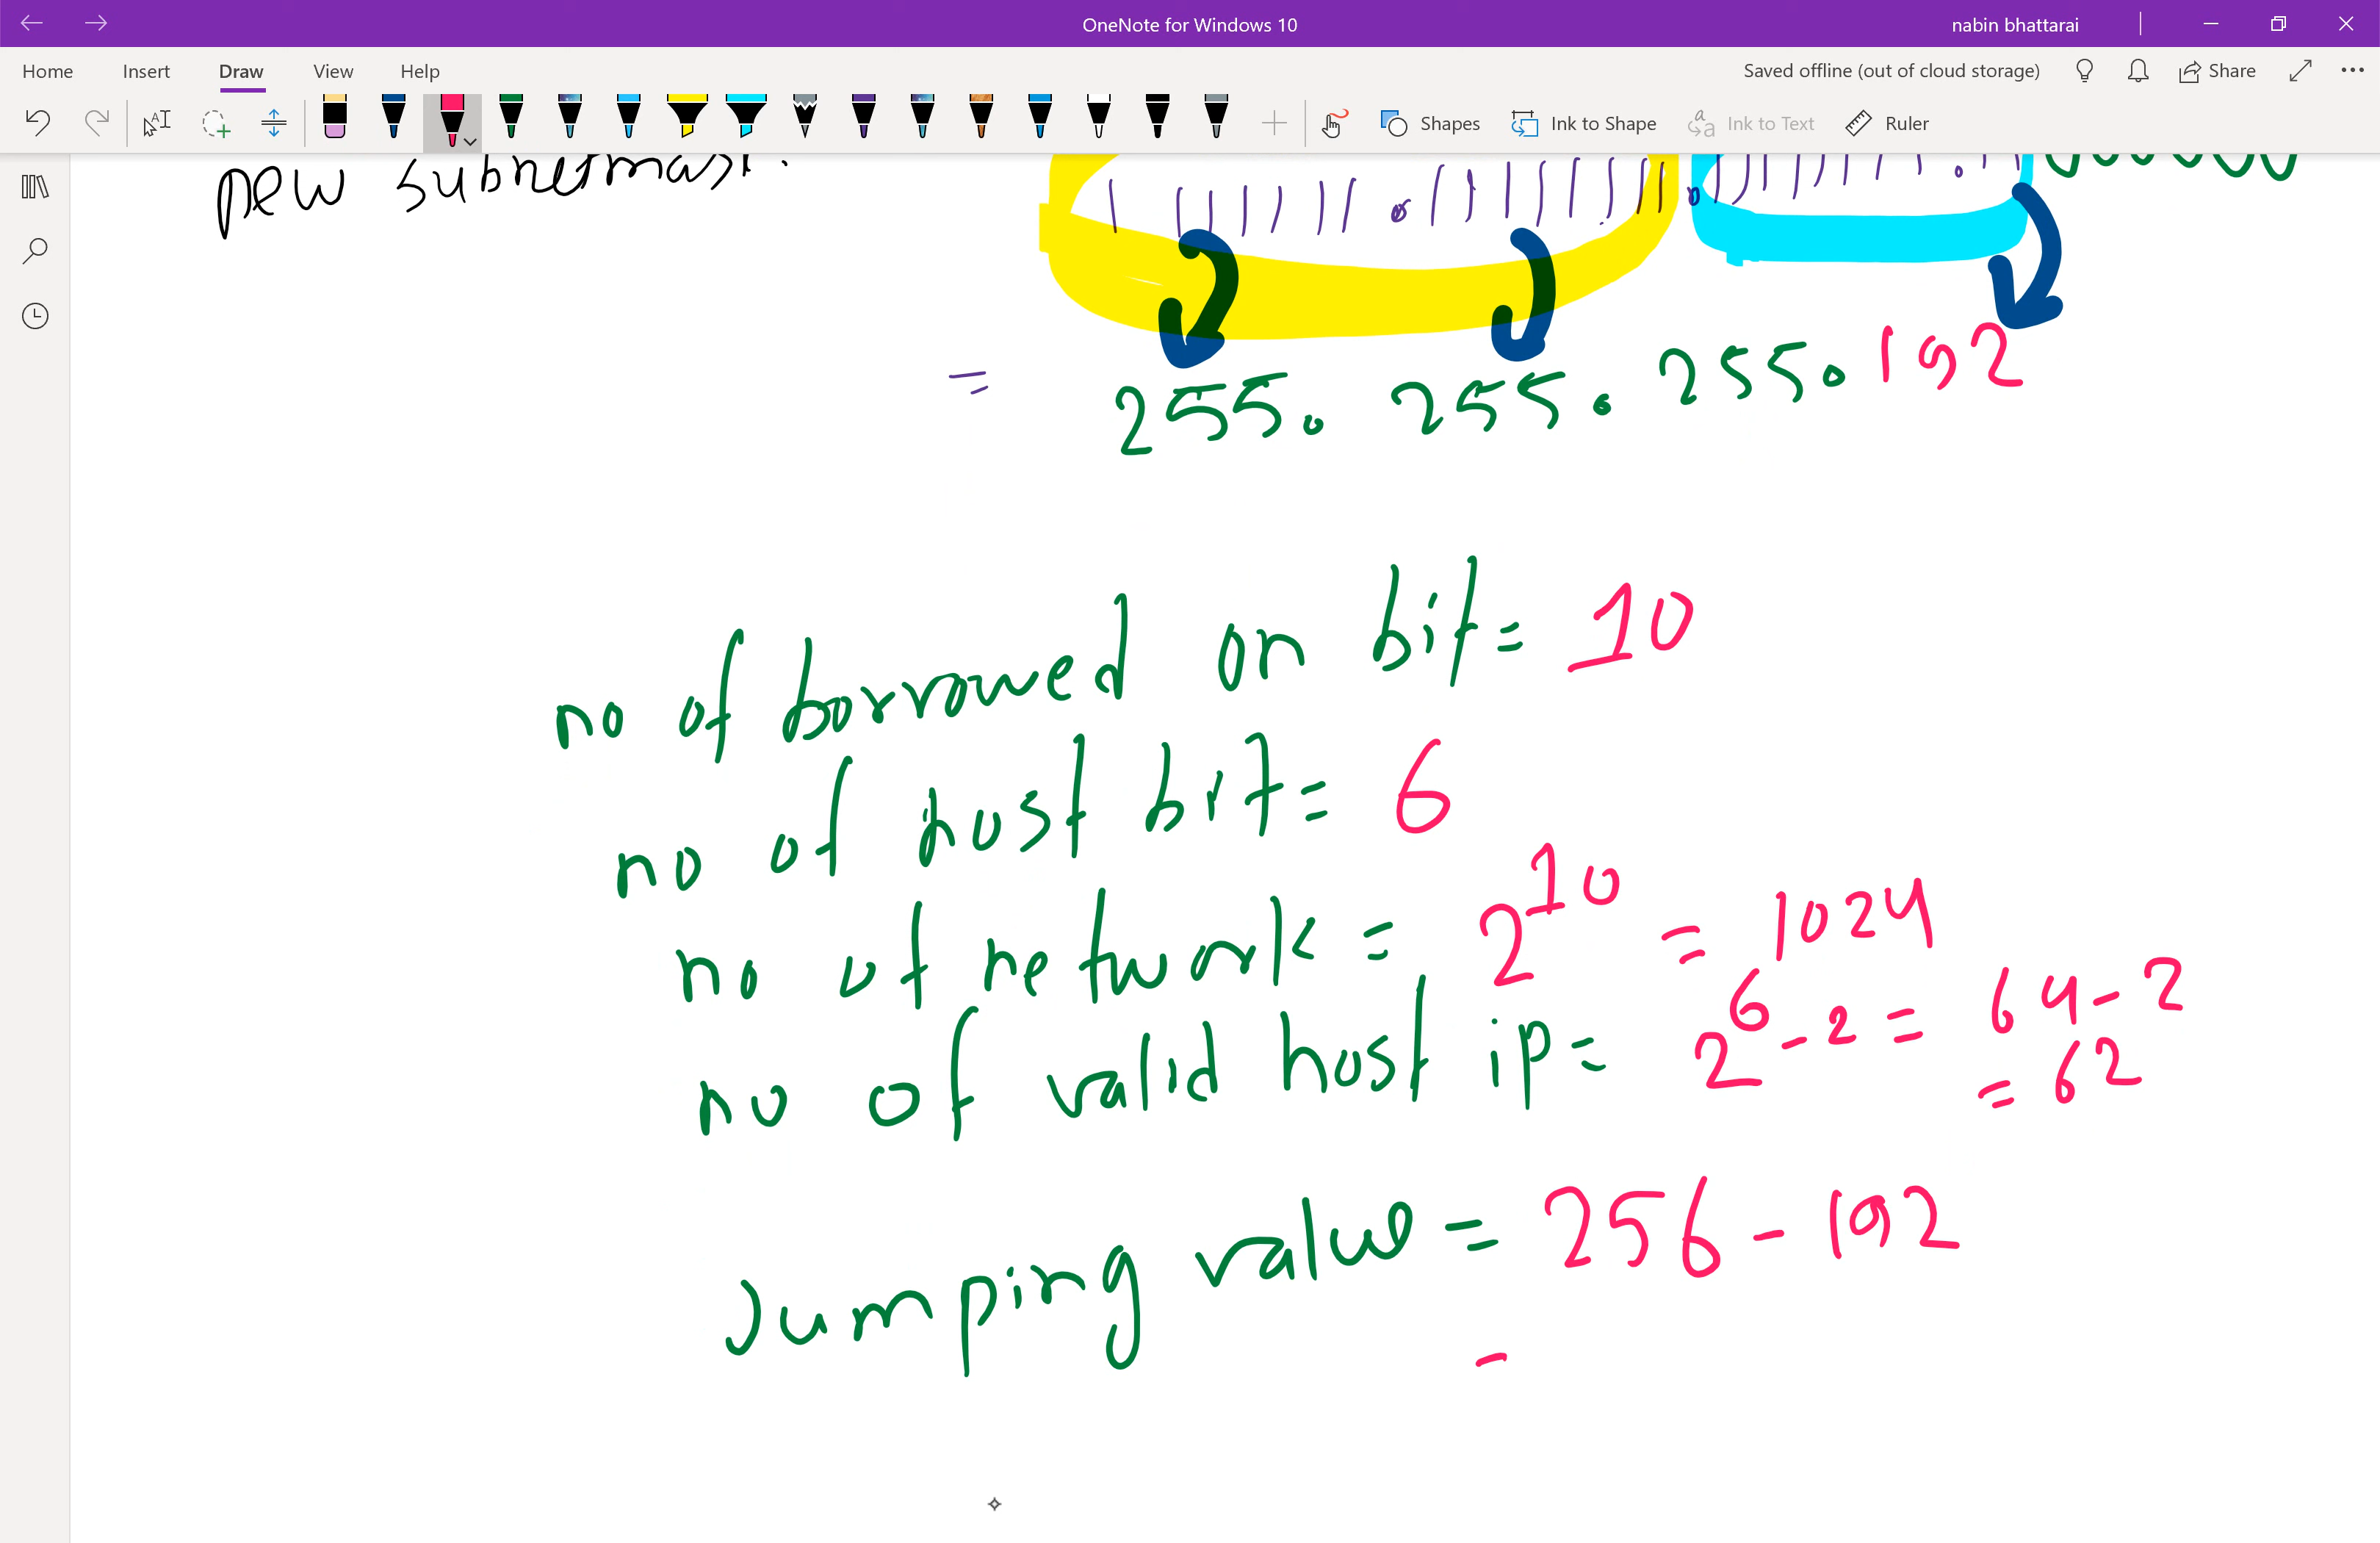 OneNote for Windows 10
nabin bhattarai
Home Insert Draw View Help
Saved offline (out of cloud storage)
Share
Shapes
Ink to Shape
Ink to Text
Ruler
new subnetmask.
= 255. 255. 255.192
no of borrowed on bit = 10
no of host bit = 6
no of network = 2^10 = 1024
no of valid host ip = 2^6 - 2 = 64 - 2
= 62
Jumping value = 256 - 192
-